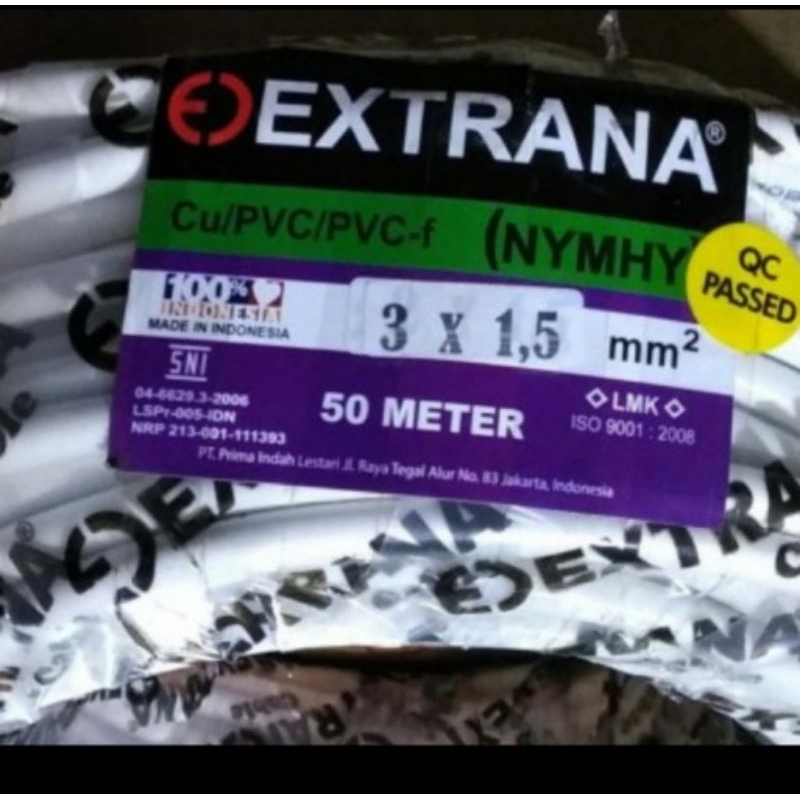 EXTRANA®
Cu/PVC/PVC-f (NYMHY)
QC
PASSED
100%
INDONESIA
MADE IN INDONESIA
3 x 1,5 mm²
SNI
04-6629.3-2006
LSPr-005-IDN
NRP 213-091-111393
50 METER
LMK
ISO 9001 : 2008
PT. Prima Indah Lestari Jl. Raya Tegal Alur No. 83 Jakarta, Indonesia
EXTRANA